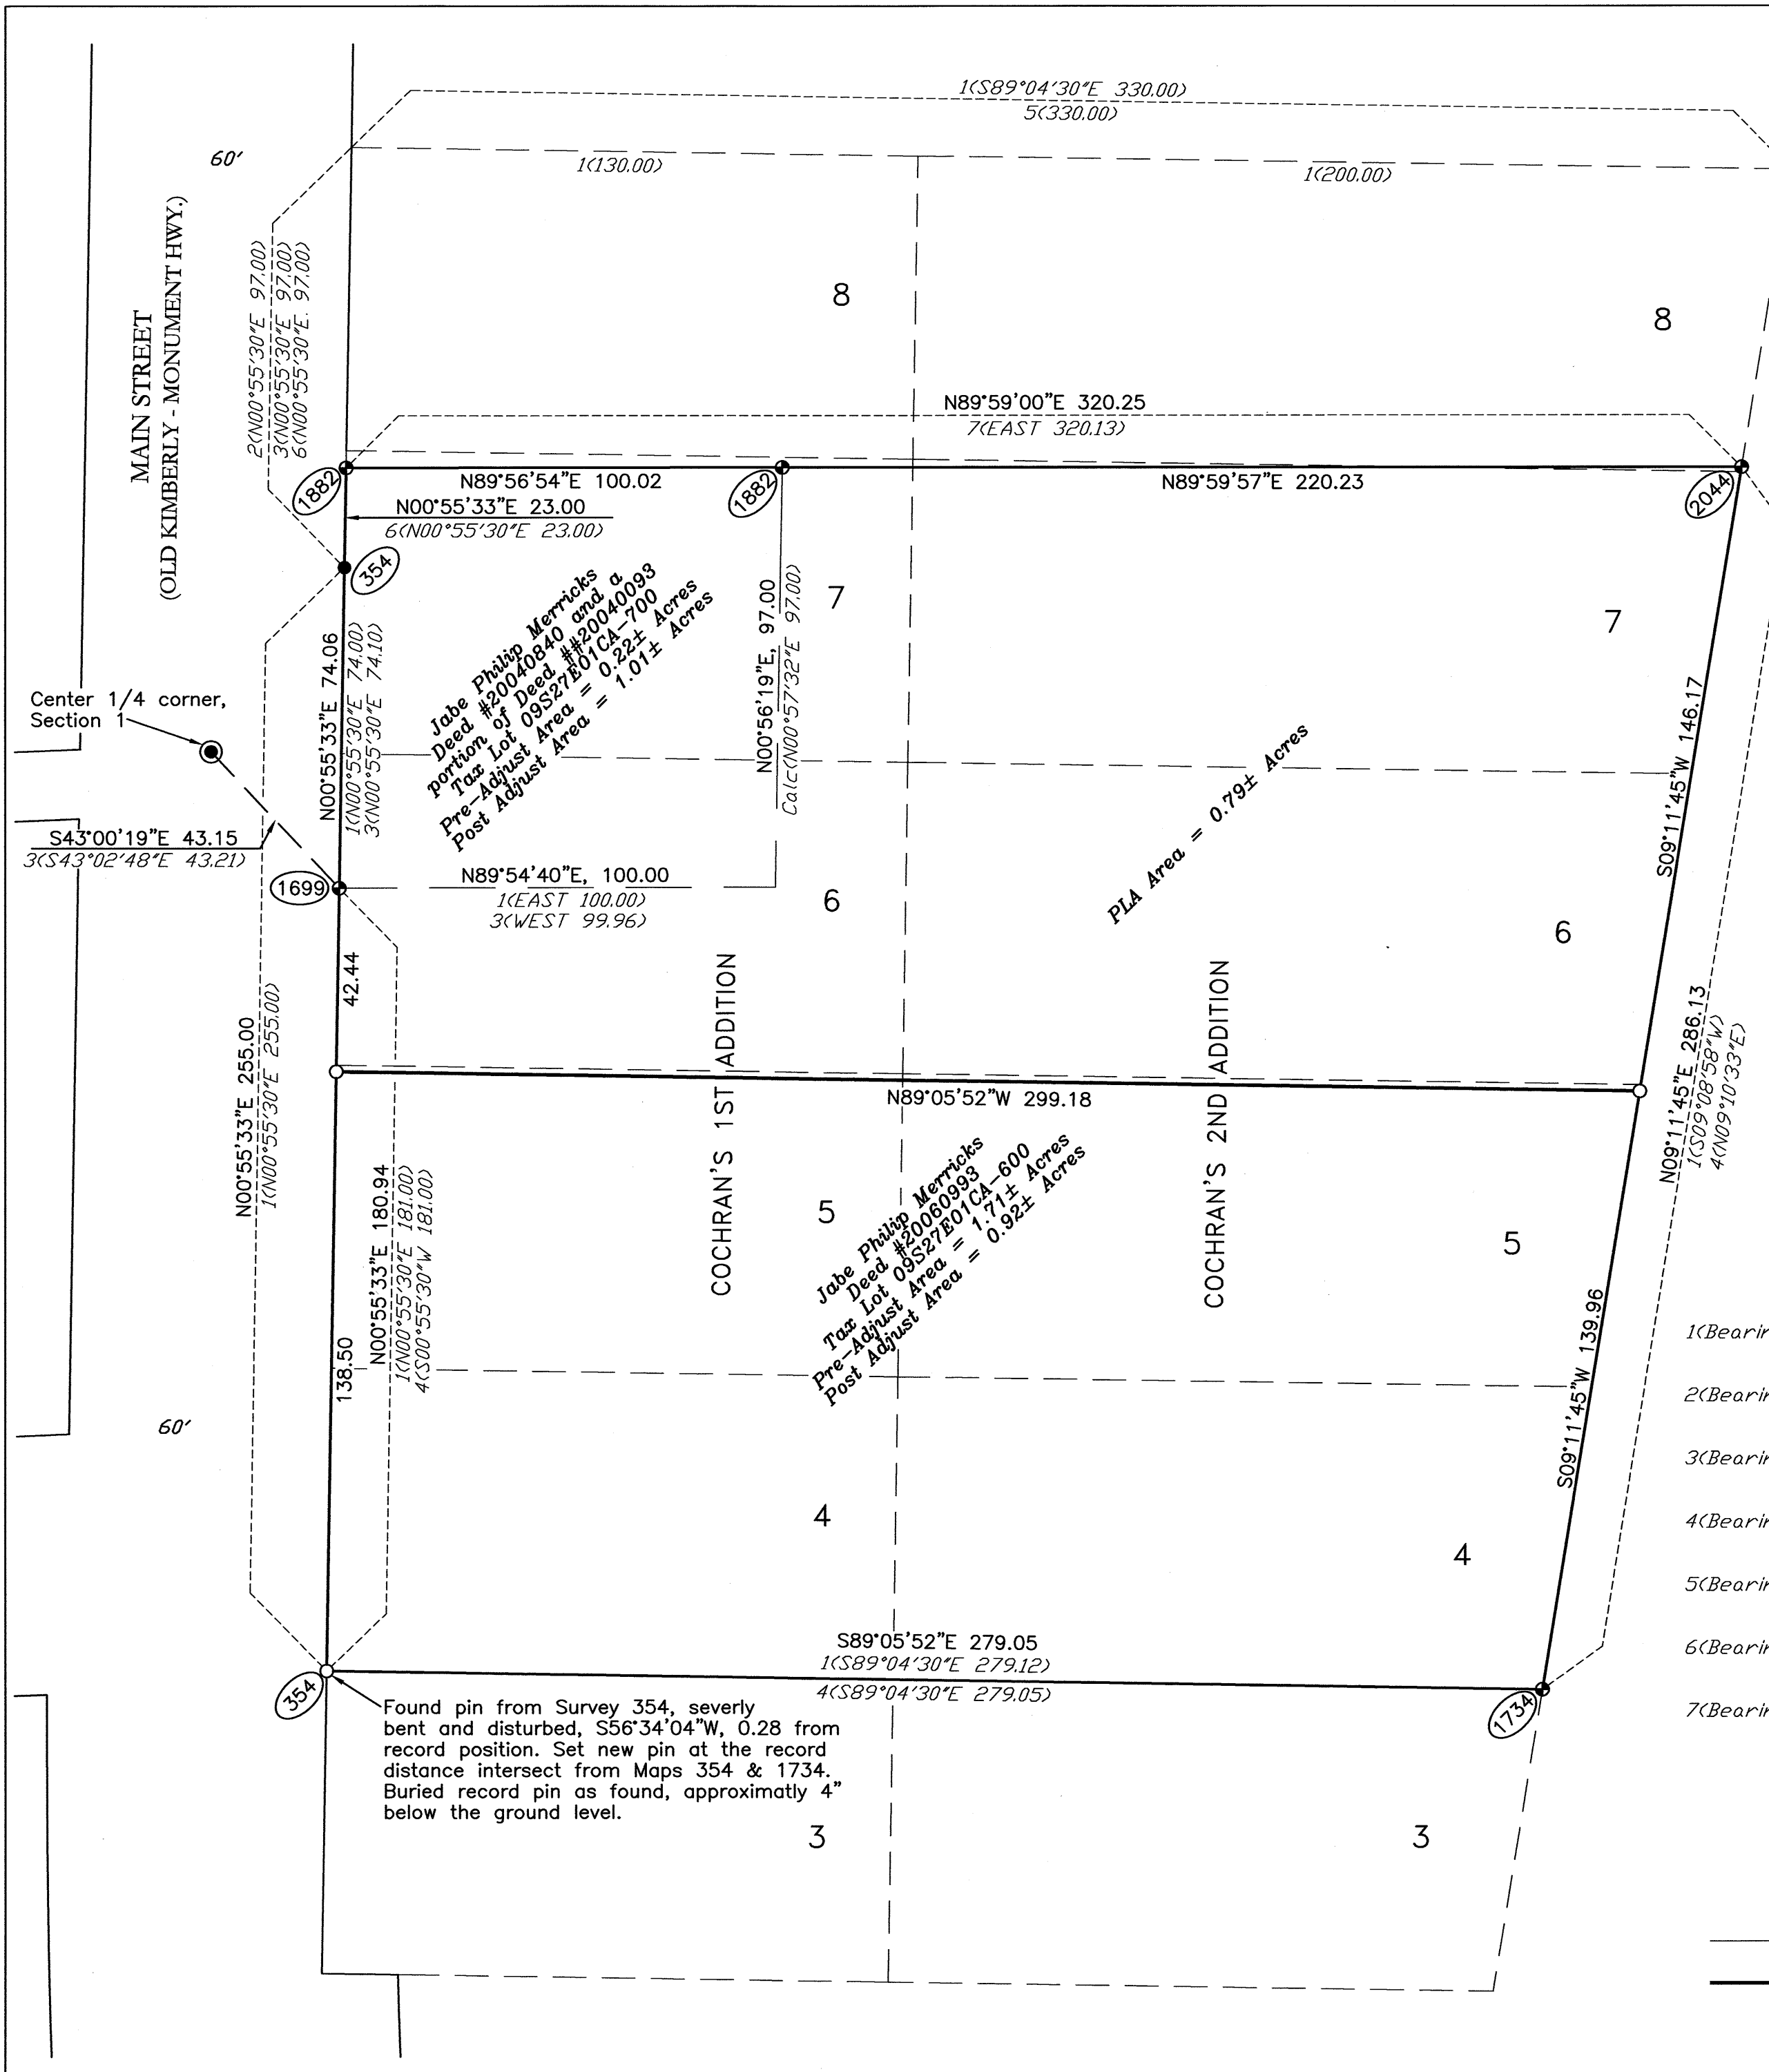 1(S89°04'30"E 330.00)
5(330.00)
60'
1(130.00)
1(200.00)
MAIN STREET
(OLD KIMBERLY - MONUMENT HWY.)
2(N00°55'30"E 97.00)
3(N00°55'30"E 97.00)
6(N00°55'30"E. 97.00)
8
8
N89°59'00"E 320.25
7(EAST 320.13)
1882
N89°56'54"E 100.02
1882
N89°59'57"E 220.23
2044
N00°55'33"E 23.00
6(N00°55'30"E 23.00)
354
Jabe Philip Merricks
Deed #20040840 and a
portion of Deed ##20040093
Tax Lot 09S27E01CA-700
Pre-Adjust Area = 0.22± Acres
Post Adjust Area = 1.01± Acres
N00°56'19"E, 97.00
Calc(N00°57'32"E 97.00)
7
7
N00°55'33"E 74.06
1(N00°55'30"E 74.00)
3(N00°55'30"E 74.10)
Center 1/4 corner,
Section 1
S43°00'19"E 43.15
3(S43°02'48"E 43.21)
1699
N89°54'40"E, 100.00
1(EAST 100.00)
3(WEST 99.96)
PLA Area = 0.79± Acres
S09°11'45"W 146.17
6
6
42.44
COCHRAN'S 1ST ADDITION
COCHRAN'S 2ND ADDITION
N00°55'33"E 255.00
1(N00°55'30"E 255.00)
N09°11'45"E 286.13
1(S09°08'58"W)
4(N09°10'33"E)
N89°05'52"W 299.18
Jabe Philip Merricks
Deed #20060993
Tax Lot 09S27E01CA-600
Pre-Adjust Area = 1.71± Acres
Post Adjust Area = 0.92± Acres
5
5
N00°55'33"E 180.94
1(N00°55'30"E 181.00)
4(S00°55'30"W 181.00)
138.50
S09°11'45"W 139.96
1(Bearin
2(Bearin
3(Bearin
4(Bearin
5(Bearin
6(Bearin
7(Bearin
60'
4
4
S89°05'52"E 279.05
1(S89°04'30"E 279.12)
4(S89°04'30"E 279.05)
354
1734
Found pin from Survey 354, severly
bent and disturbed, S56°34'04"W, 0.28 from
record position. Set new pin at the record
distance intersect from Maps 354 & 1734.
Buried record pin as found, approximatly 4"
below the ground level.
3
3